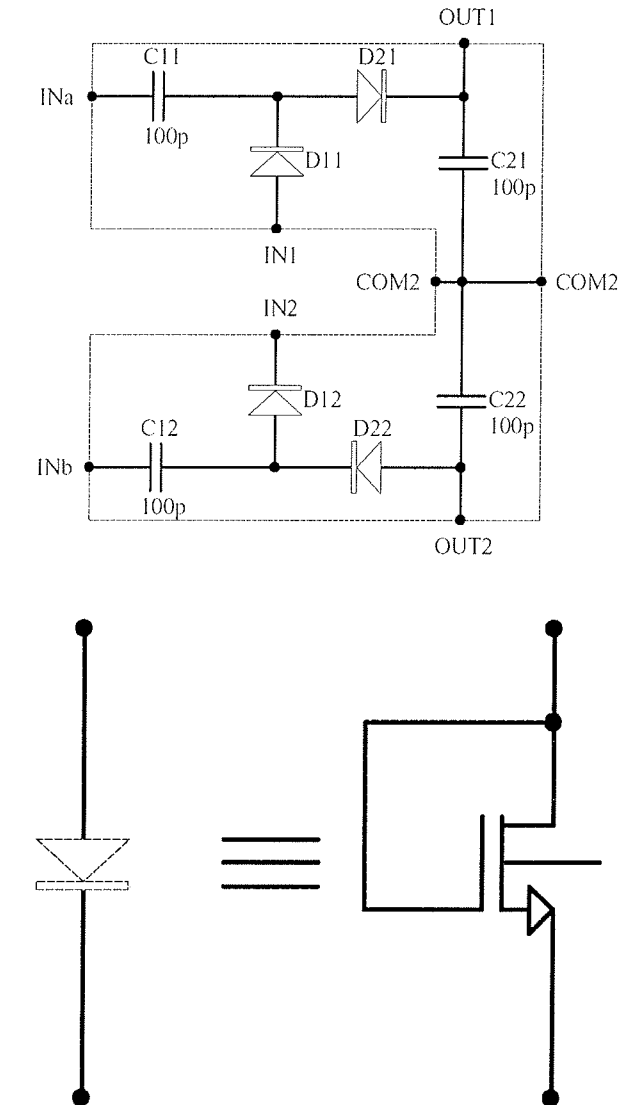 OUT1
C11
D21
INa
100p
D11
C21
100p
IN1
COM2
COM2
IN2
D12
C22
100p
C12
D22
INb
100p
OUT2